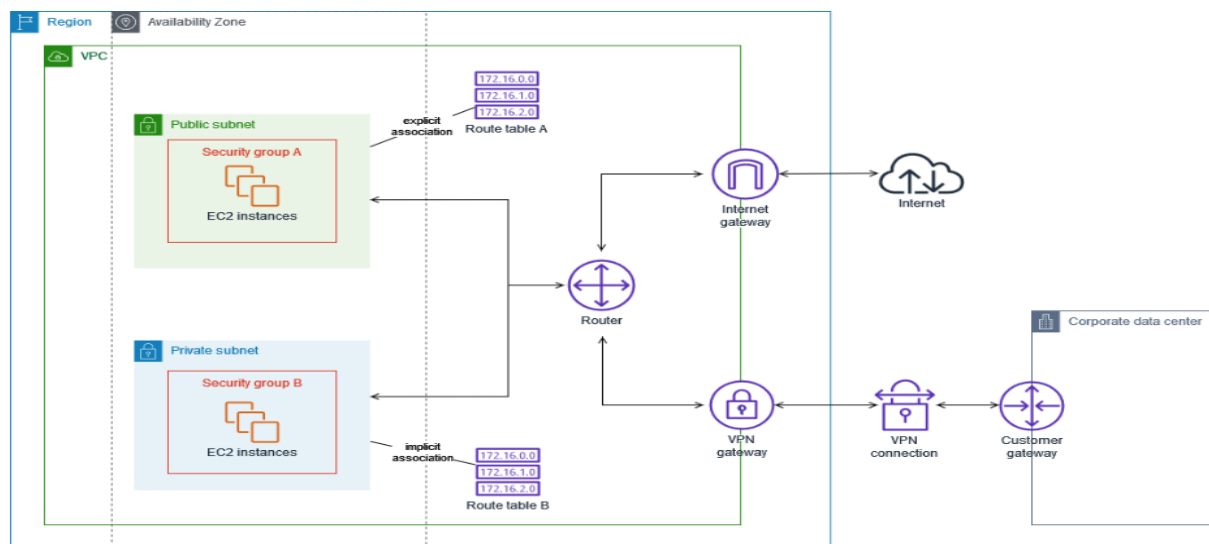 Region
Availability Zone
VPC
172.16.0.0
172.16.1.0
172.16.2.0
Route table A
explicit
association
Public subnet
Security group A
EC2 instances
Internet
gateway
Internet
Router
Corporate data center
Private subnet
Security group B
EC2 instances
implicit
association
172.16.0.0
172.16.1.0
172.16.2.0
Route table B
VPN
gateway
VPN
connection
Customer
gateway